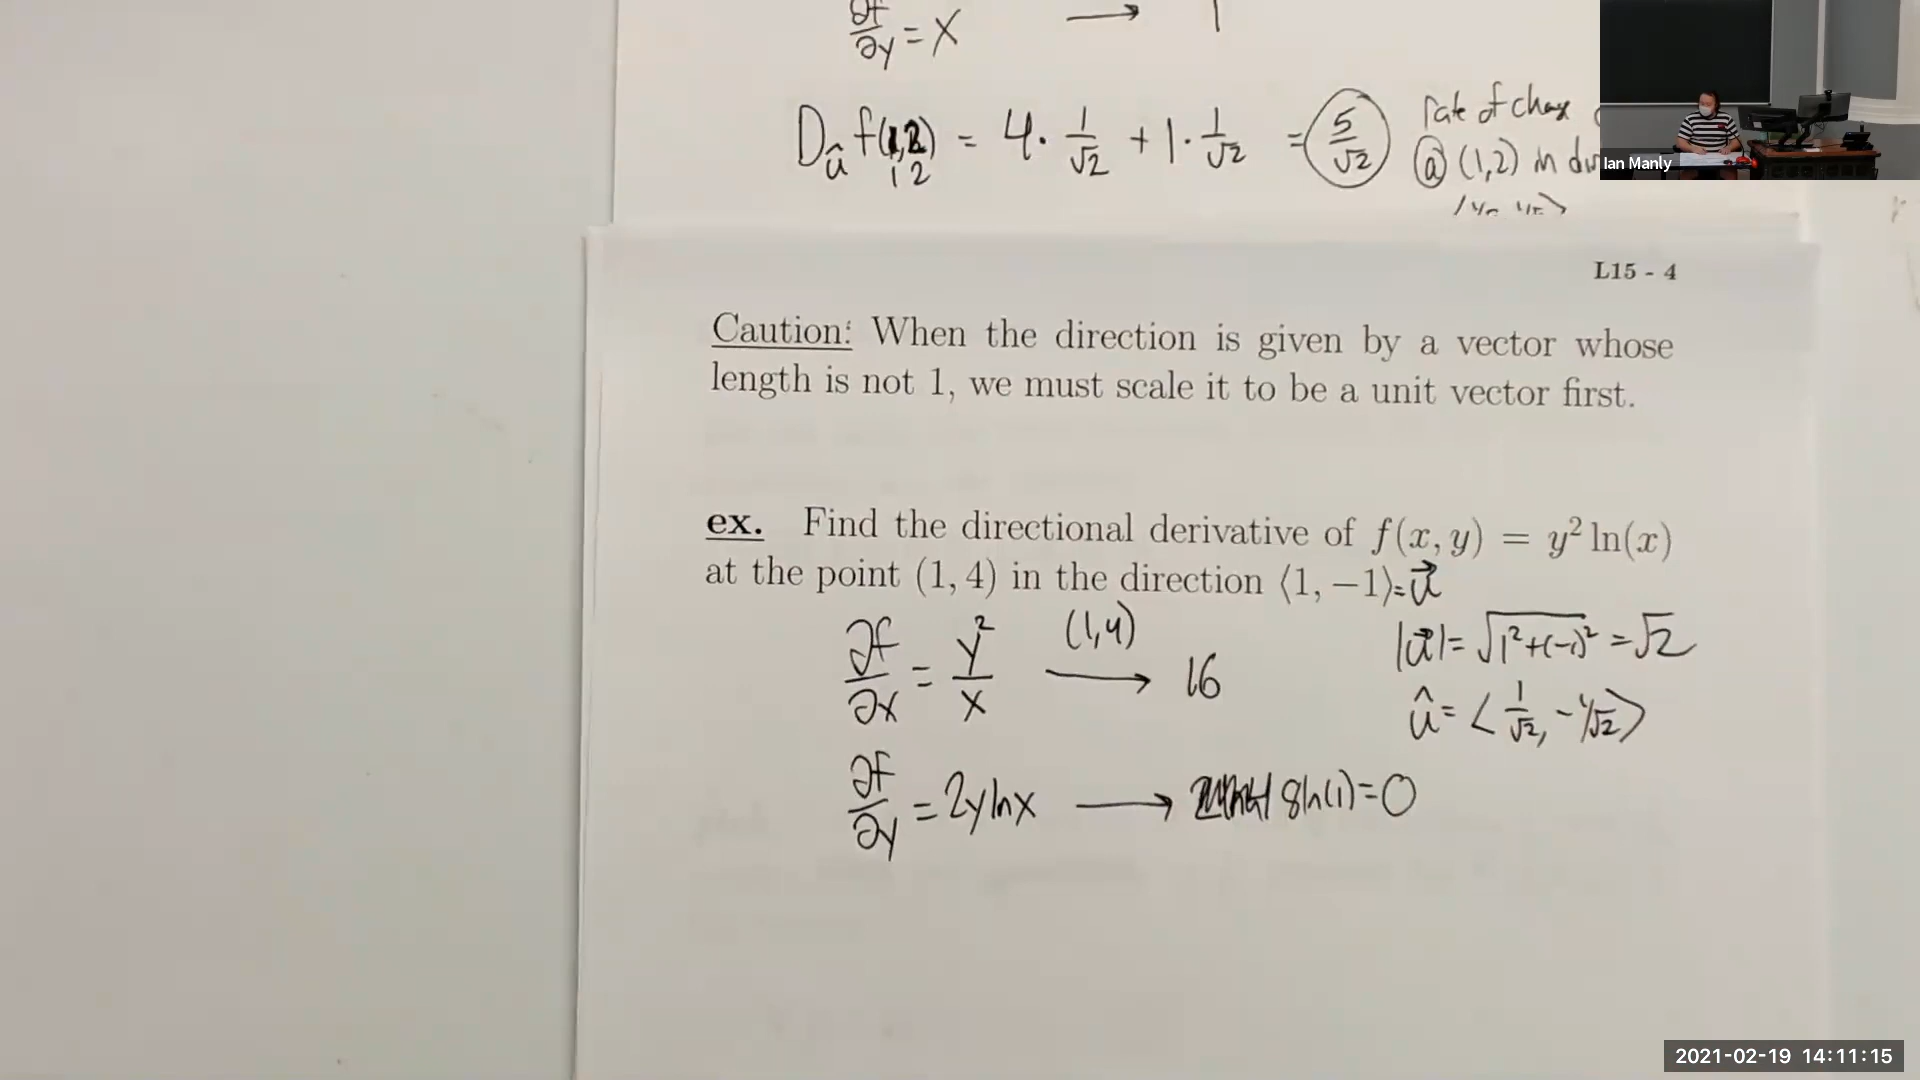 ∂f/∂y = x → 1
D_û f(1,2) = 4 · 1/√2 + 1 · 1/√2 = 5/√2
1 2
rate of change
@ (1,2) in
Ian Manly
L15 - 4
Caution: When the direction is given by a vector whose
length is not 1, we must scale it to be a unit vector first.
ex. Find the directional derivative of f(x, y) = y² ln(x)
at the point (1, 4) in the direction ⟨1, −1⟩ = u⃗
∂f/∂x = y²/x (1,4) → 16
|u⃗| = √(1²+(-1)²) = √2
û = ⟨1/√2, -1/√2⟩
∂f/∂y = 2y ln x → 8 ln(1) = 0
2021-02-19 14:11:15